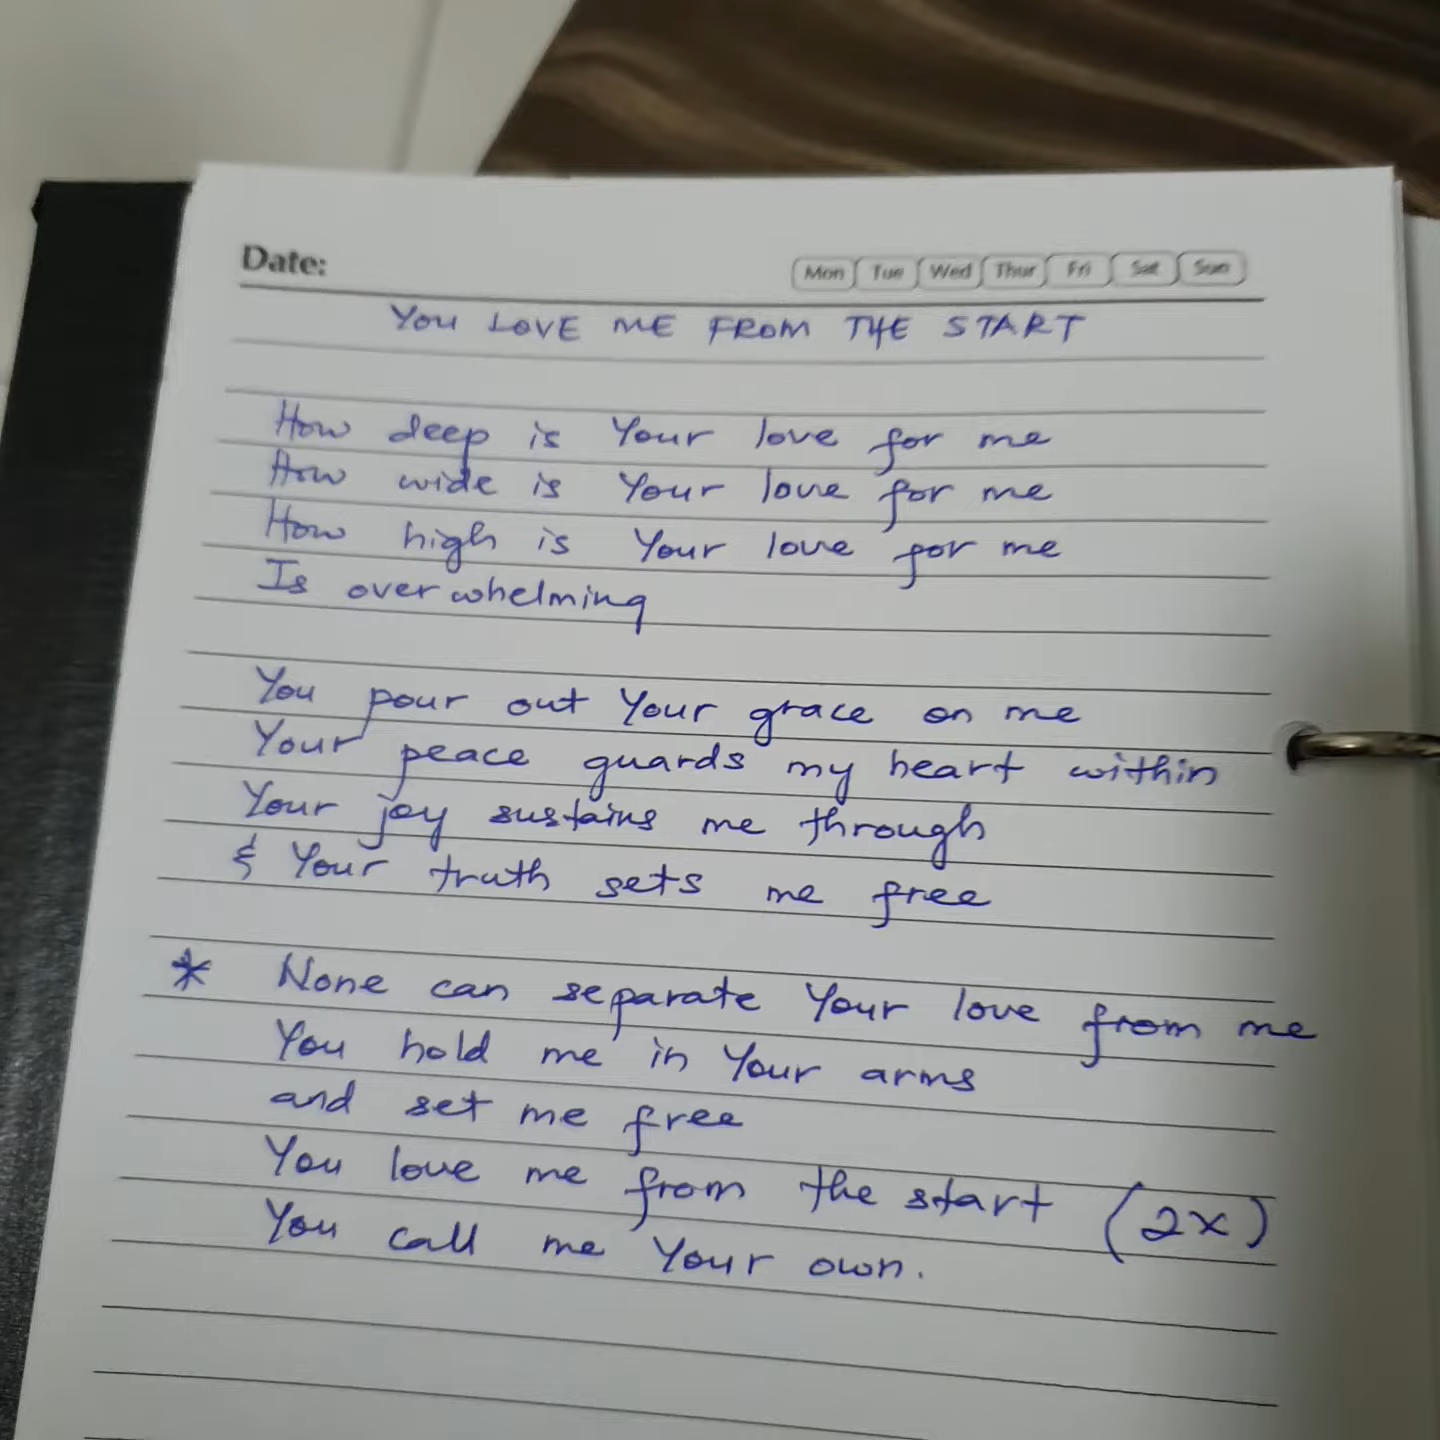 Date:
Mon Tue Wed Thur Fri Sat Sun
YOU LOVE ME FROM THE START
How deep is Your love for me
How wide is Your love for me
How high is Your love for me
Is overwhelming
You pour out Your grace on me
Your peace guards my heart within
Your joy sustains me through
& Your truth sets me free
* None can separate Your love from me
You hold me in Your arms
and set me free
You love me from the start (2x)
You call me Your own.